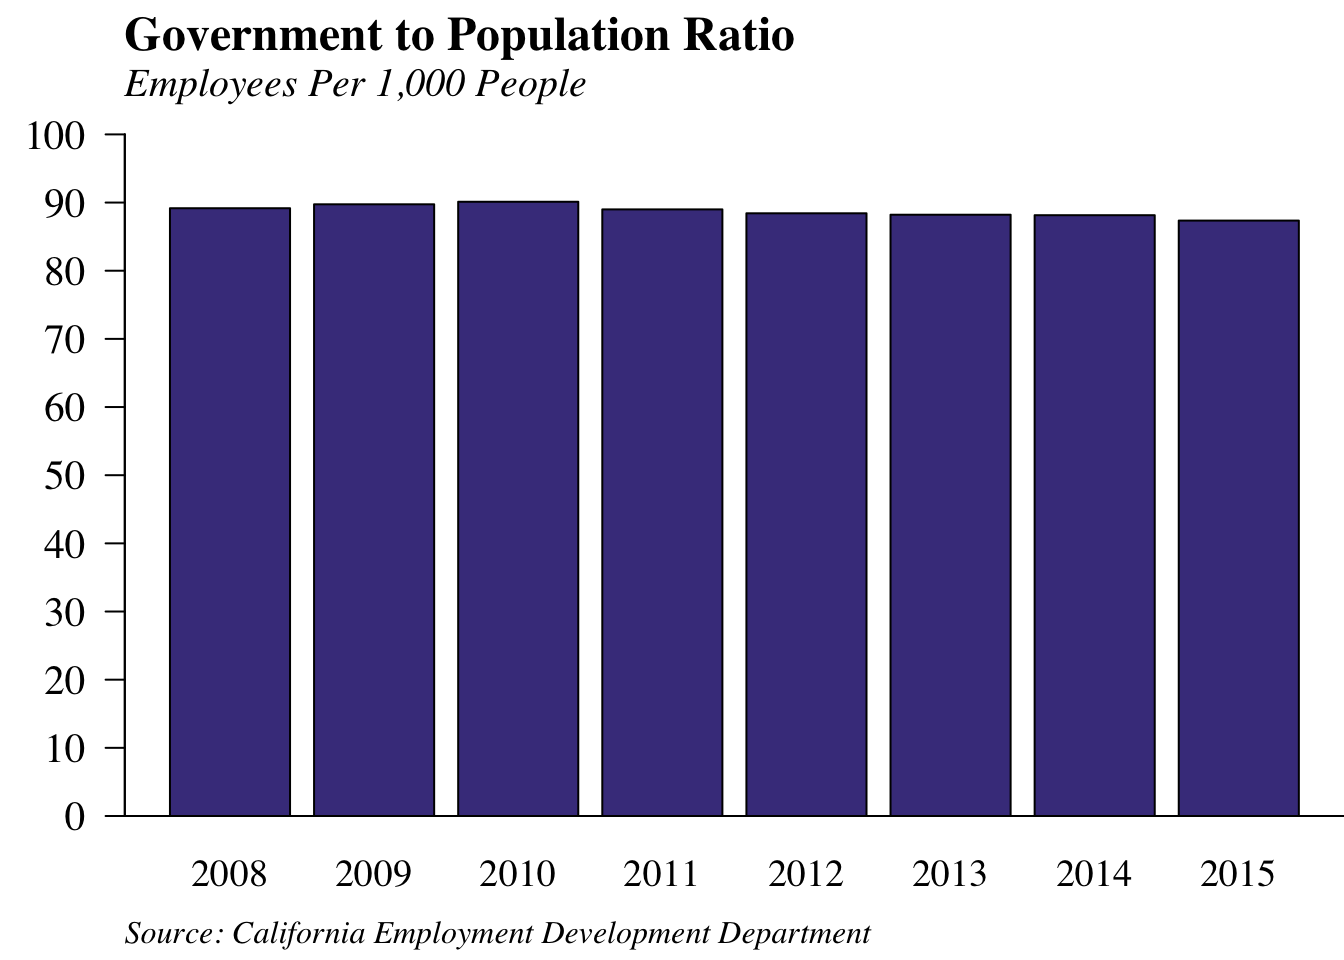 Government to Population Ratio
Employees Per 1,000 People
100
90
80
70
60
50
40
30
20
10
0
2008 2009 2010 2011 2012 2013 2014 2015
Source: California Employment Development Department